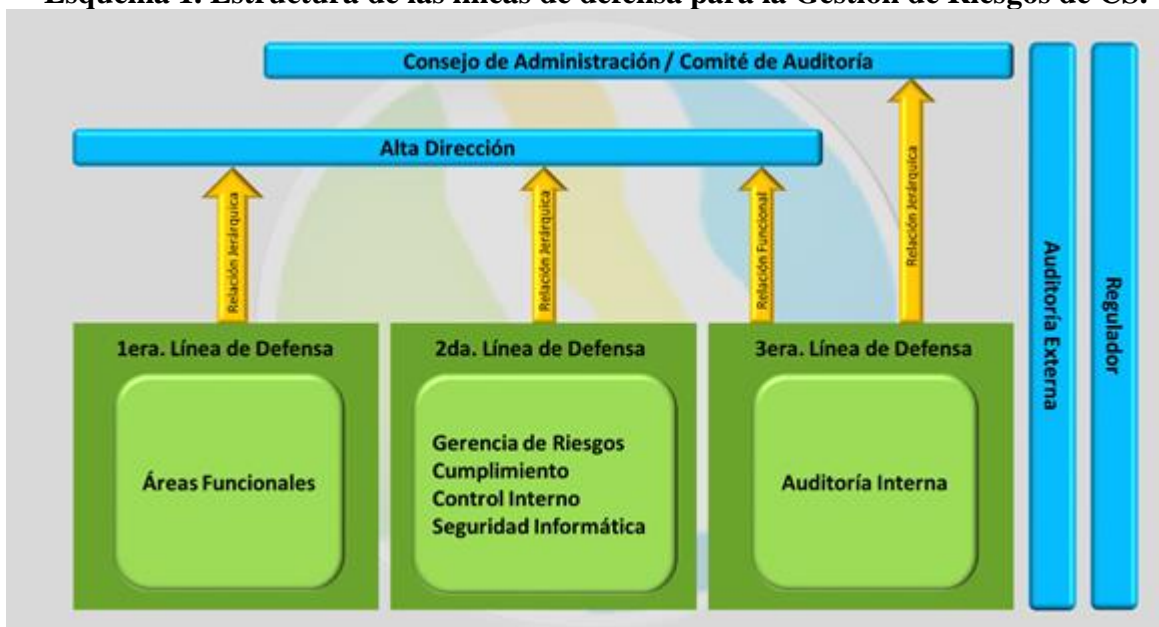 Esquema 1. Estructura de las líneas de defensa para la Gestión de Riesgos de CS.
Consejo de Administración / Comité de Auditoría
Alta Dirección
Relación Jerárquica
Relación Jerárquica
Relación Funcional
Relación Jerárquica
1era. Línea de Defensa
Áreas Funcionales
2da. Línea de Defensa
Gerencia de Riesgos
Cumplimiento
Control Interno
Seguridad Informática
3era. Línea de Defensa
Auditoría Interna
Auditoría Externa
Regulador